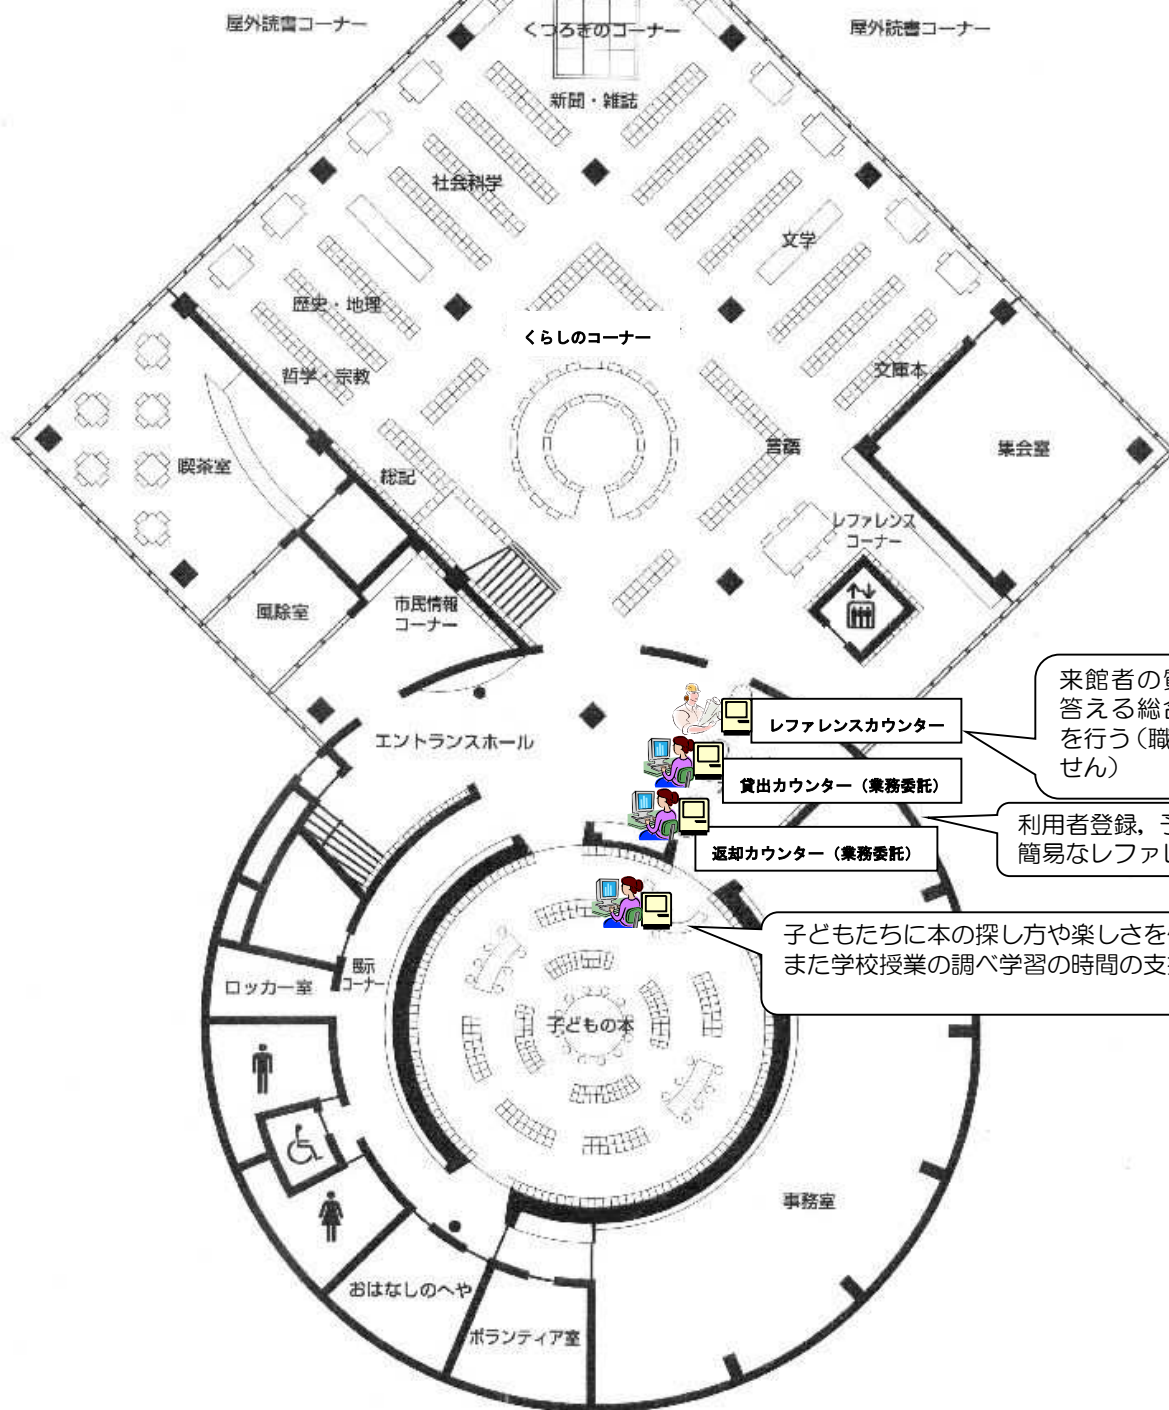 屋外読書コーナー
くつろぎのコーナー
屋外読書コーナー
新聞・雑誌
社会科学
文学
歴史・地理
くらしのコーナー
哲学・宗教
文庫本
言語
集会室
喫茶室
総記
レファレンス
コーナー
風除室
市民情報
コーナー
エントランスホール
レファレンスカウンター
来館者の質
答える総合
を行う（職
せん）
貸出カウンター（業務委託）
利用者登録，予
簡易なレファレ
返却カウンター（業務委託）
子どもたちに本の探し方や楽しさを
また学校授業の調べ学習の時間の支
ロッカー室
展示
コーナー
子どもの本
事務室
おはなしのへや
ボランティア室